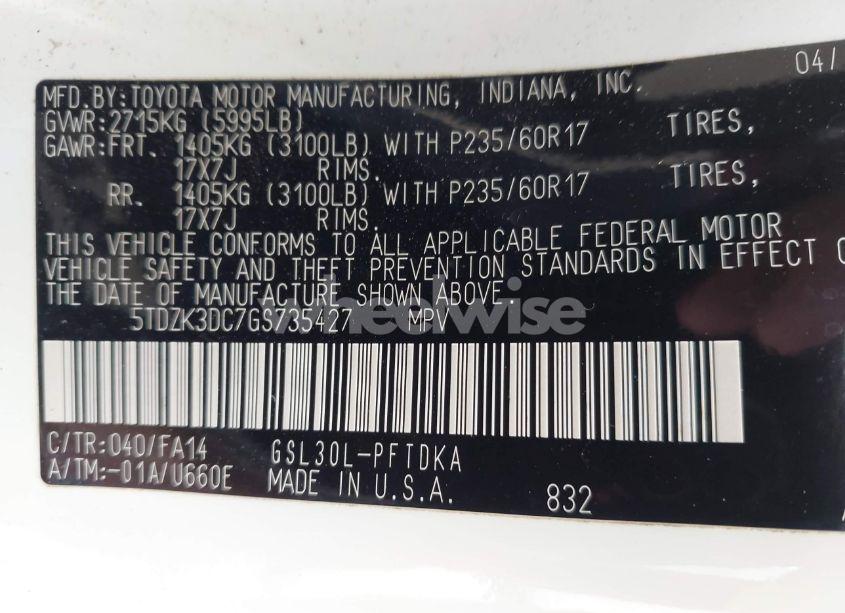 04/
MFD.BY:TOYOTA MOTOR MANUFACTURING, INDIANA, INC.
GVWR:2715KG (5995LB)
GAWR:FRT. 1405KG (3100LB) WITH P235/60R17 TIRES,
17X7J RIMS.
RR. 1405KG (3100LB) WITH P235/60R17 TIRES,
17X7J RIMS.
THIS VEHICLE CONFORMS TO ALL APPLICABLE FEDERAL MOTOR
VEHICLE SAFETY AND THEFT PREVENTION STANDARDS IN EFFECT
THE DATE OF MANUFACTURE SHOWN ABOVE.
5TDZK3DC7GS735427 MPV
wheelwise
C/TR:040/FA14 GSL30L-PFTDKA
A/TM:-01A/U660E MADE IN U.S.A. 832